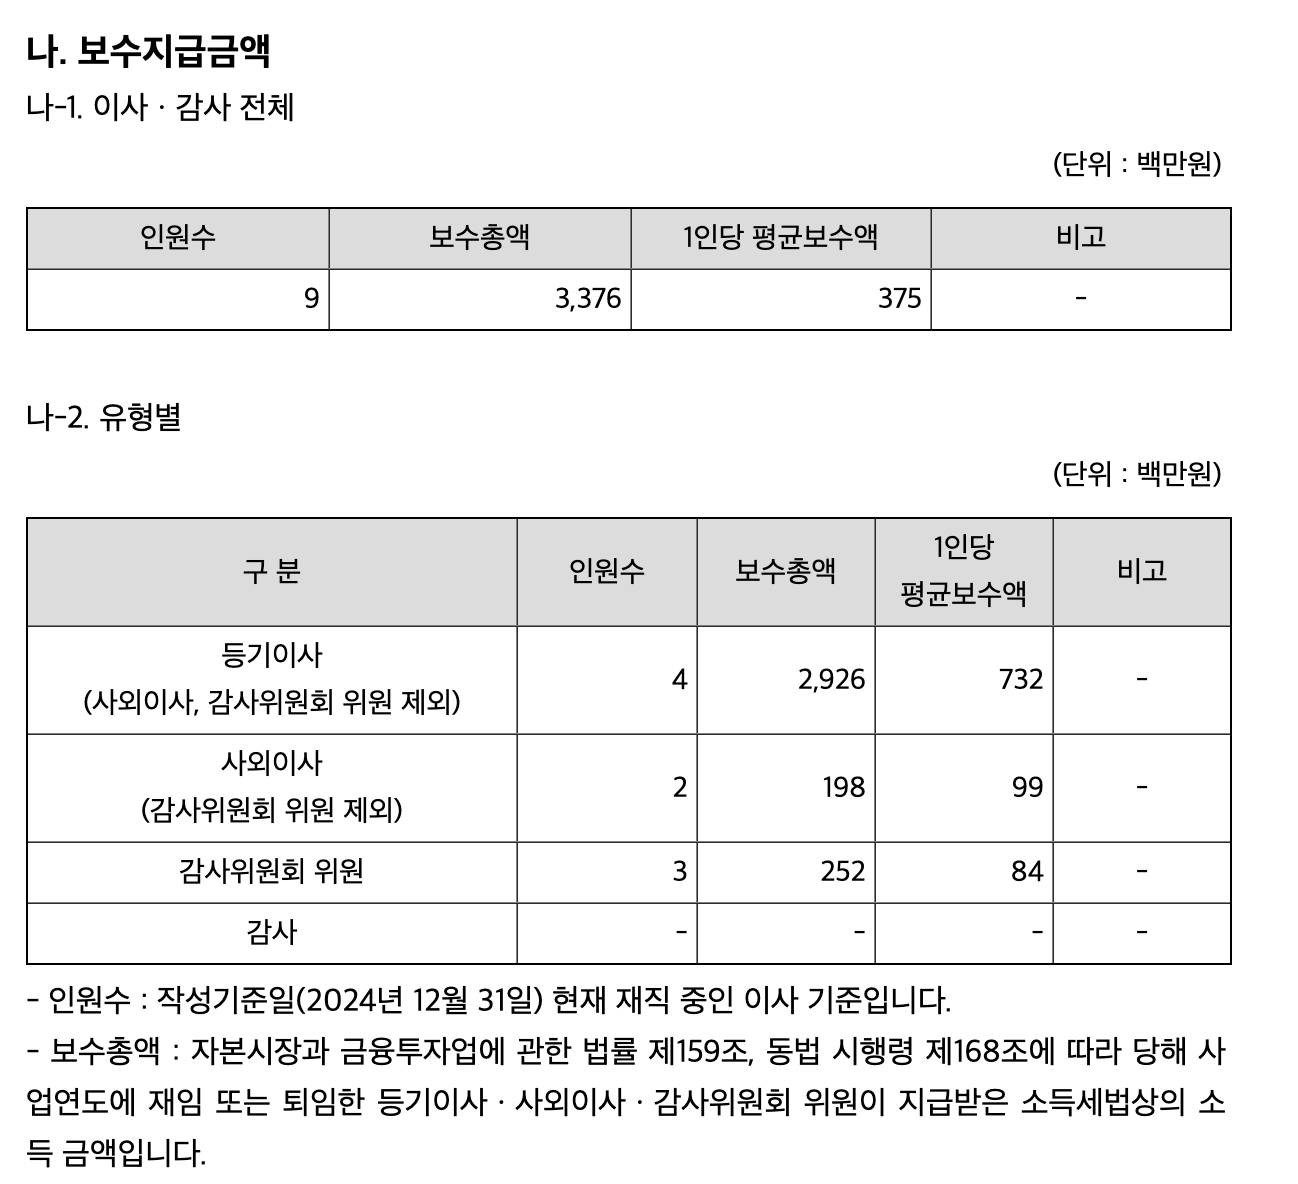 나. 보수지급금액
나-1. 이사ㆍ감사 전체
(단위 : 백만원)
인원수 보수총액 1인당 평균보수액 비고
9 3,376 375 -
나-2. 유형별
(단위 : 백만원)
구 분 인원수 보수총액 1인당 평균보수액 비고
등기이사
(사외이사, 감사위원회 위원 제외) 4 2,926 732 -
사외이사
(감사위원회 위원 제외) 2 198 99 -
감사위원회 위원 3 252 84 -
감사 - - - -
- 인원수 : 작성기준일(2024년 12월 31일) 현재 재직 중인 이사 기준입니다.
- 보수총액 : 자본시장과 금융투자업에 관한 법률 제159조, 동법 시행령 제168조에 따라 당해 사
업연도에 재임 또는 퇴임한 등기이사ㆍ사외이사ㆍ감사위원회 위원이 지급받은 소득세법상의 소
득 금액입니다.